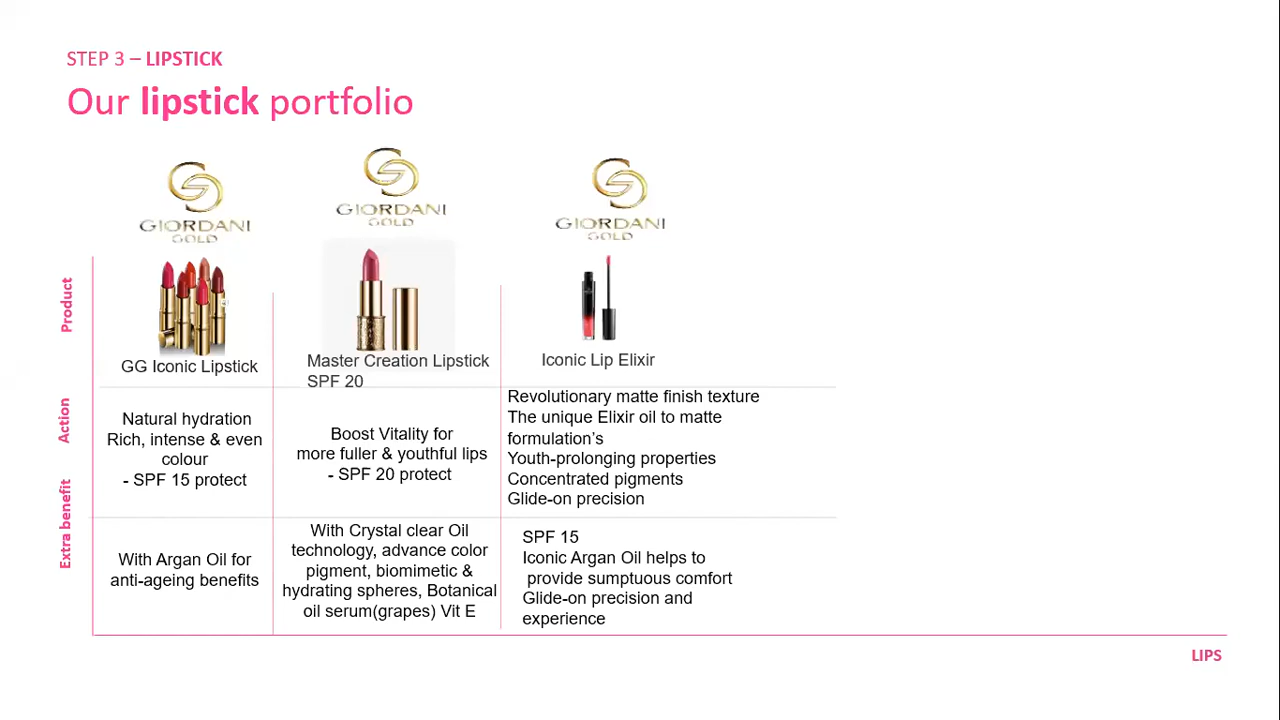 STEP 3 – LIPSTICK
Our lipstick portfolio
GIORDANI
GOLD
GIORDANI
GOLD
GIORDANI
GOLD
Product
GG Iconic Lipstick
Master Creation Lipstick
SPF 20
Iconic Lip Elixir
Action
Natural hydration
Rich, intense & even
colour
- SPF 15 protect
Boost Vitality for
more fuller & youthful lips
- SPF 20 protect
Revolutionary matte finish texture
The unique Elixir oil to matte
formulation’s
Youth-prolonging properties
Concentrated pigments
Glide-on precision
Extra benefit
With Argan Oil for
anti-ageing benefits
With Crystal clear Oil
technology, advance color
pigment, biomimetic &
hydrating spheres, Botanical
oil serum(grapes) Vit E
SPF 15
Iconic Argan Oil helps to
provide sumptuous comfort
Glide-on precision and
experience
LIPS